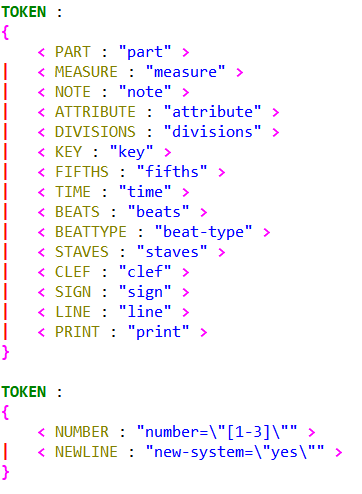 TOKEN :
{
< PART : "part" >
| < MEASURE : "measure" >
| < NOTE : "note" >
| < ATTRIBUTE : "attribute" >
| < DIVISIONS : "divisions" >
| < KEY : "key" >
| < FIFTHS : "fifths" >
| < TIME : "time" >
| < BEATS : "beats" >
| < BEATTYPE : "beat-type" >
| < STAVES : "staves" >
| < CLEF : "clef" >
| < SIGN : "sign" >
| < LINE : "line" >
| < PRINT : "print" >
}
TOKEN :
{
< NUMBER : "number=\"[1-3]\"" >
| < NEWLINE : "new-system=\"yes\"" >
}